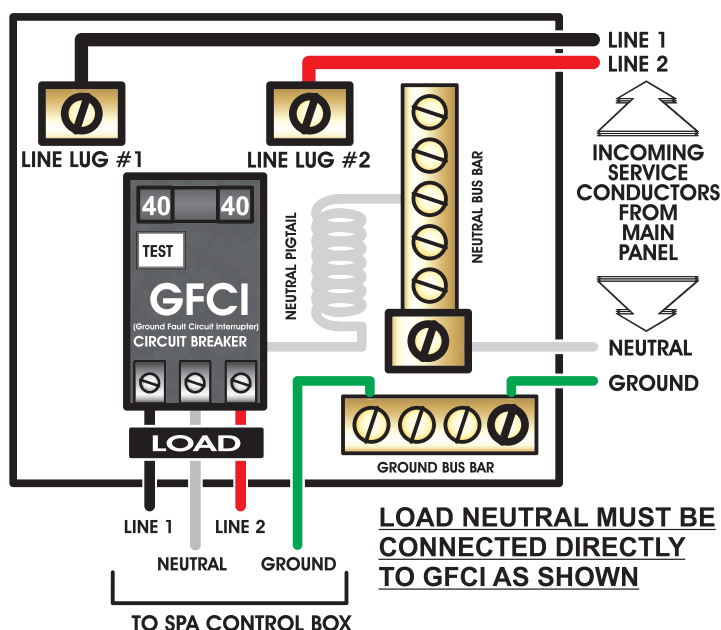 LINE 1
LINE 2
LINE LUG #1
LINE LUG #2
INCOMING
SERVICE
CONDUCTORS
FROM
MAIN
PANEL
NEUTRAL BUS BAR
NEUTRAL PIGTAIL
40
40
TEST
GFCI
(Ground Fault Circuit Interrupter)
CIRCUIT BREAKER
NEUTRAL
GROUND
LOAD
GROUND BUS BAR
LINE 1
LINE 2
NEUTRAL
GROUND
LOAD NEUTRAL MUST BE
CONNECTED DIRECTLY
TO GFCI AS SHOWN
TO SPA CONTROL BOX